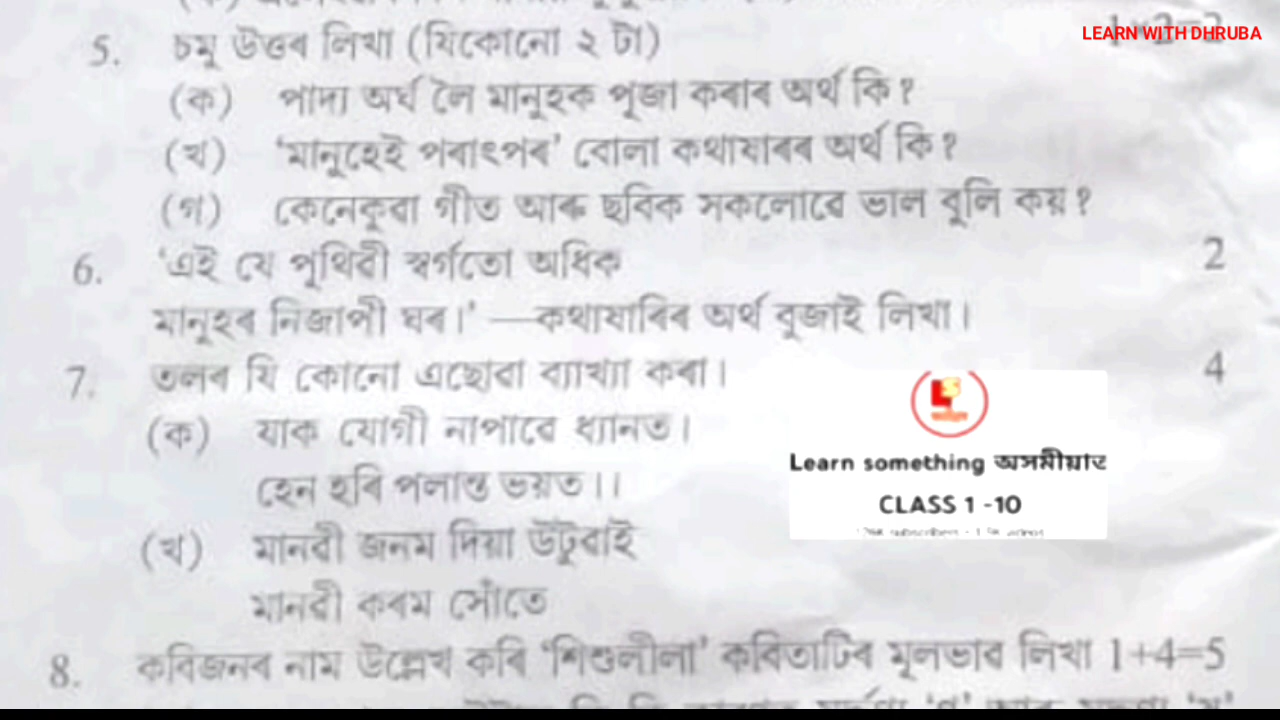 LEARN WITH DHRUBA
5. চমু উত্তৰ লিখা (যিকোনো ২ টা) 1×2=2
(ক) পাদ্য অৰ্ঘ লৈ মানুহক পূজা কৰাৰ অৰ্থ কি?
(খ) ‘মানুহেই পৰাৎপৰ’ বোলা কথাষাৰৰ অৰ্থ কি?
(গ) কেনেকুৱা গীত আৰু ছবিক সকলোৱে ভাল বুলি কয়?
6. ‘এই যে পৃথিৱী স্বৰ্গতো অধিক 2
মানুহৰ নিজাপী ঘৰ।’ —কথাষাৰিৰ অৰ্থ বুজাই লিখা।
7. তলৰ যি কোনো এছোৱা ব্যাখ্যা কৰা। 4
(ক) যাক যোগী নাপাৱে ধ্যানত।
হেন হৰি পলান্ত ভয়ত।।
(খ) মানৱী জনম দিয়া উটুৱাই
মানৱী কৰম সোঁতে
Learn something অসমীয়াত
CLASS 1 -10
8. কবিজনৰ নাম উল্লেখ কৰি ‘শিশুলীলা’ কবিতাটিৰ মূলভাৱ লিখা 1+4=5